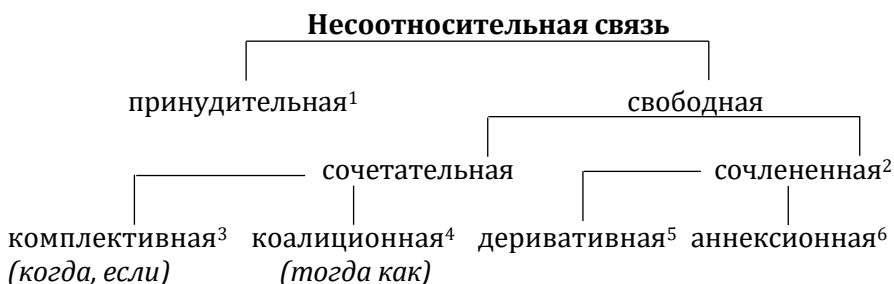 Несоотносительная связь
принудительная¹ свободная
сочетательная сочлененная²
комплективная³ коалиционная⁴ деривативная⁵ аннексионная⁶
(когда, если) (тогда как)